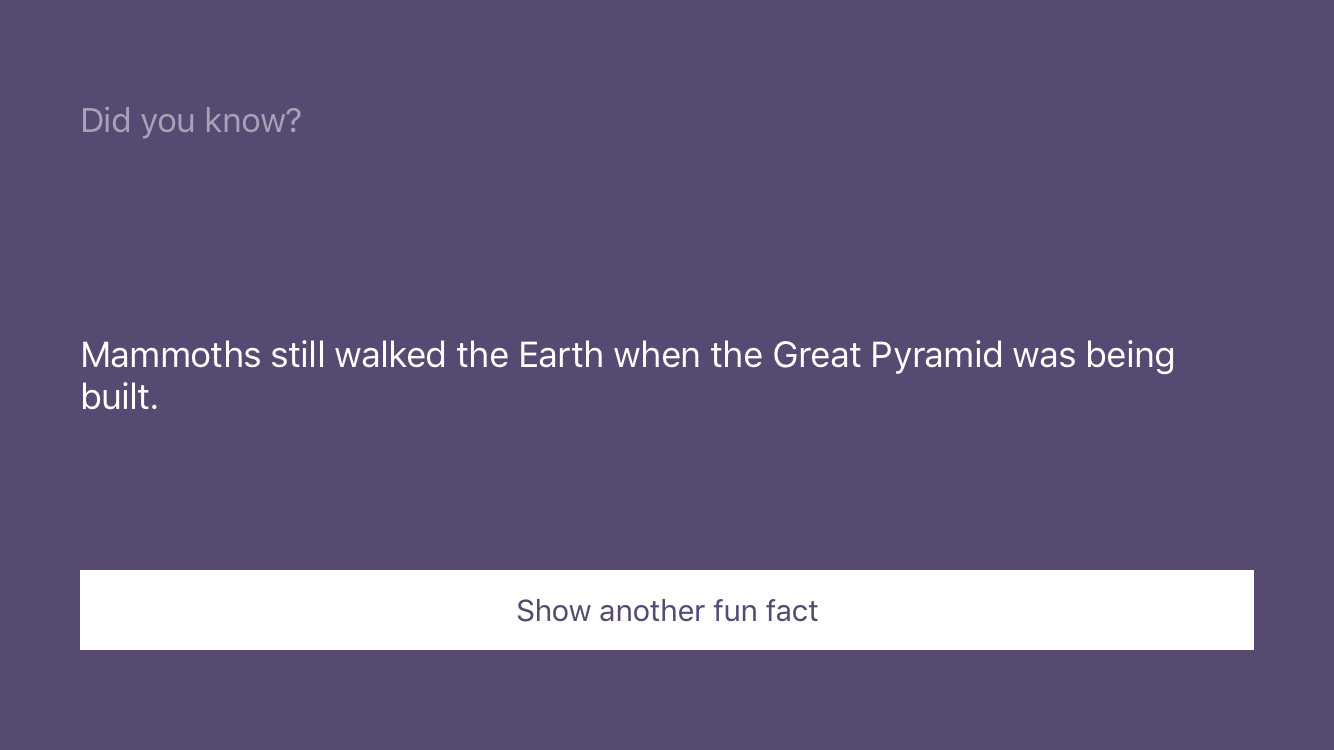 Did you know?
Mammoths still walked the Earth when the Great Pyramid was being
built.
Show another fun fact